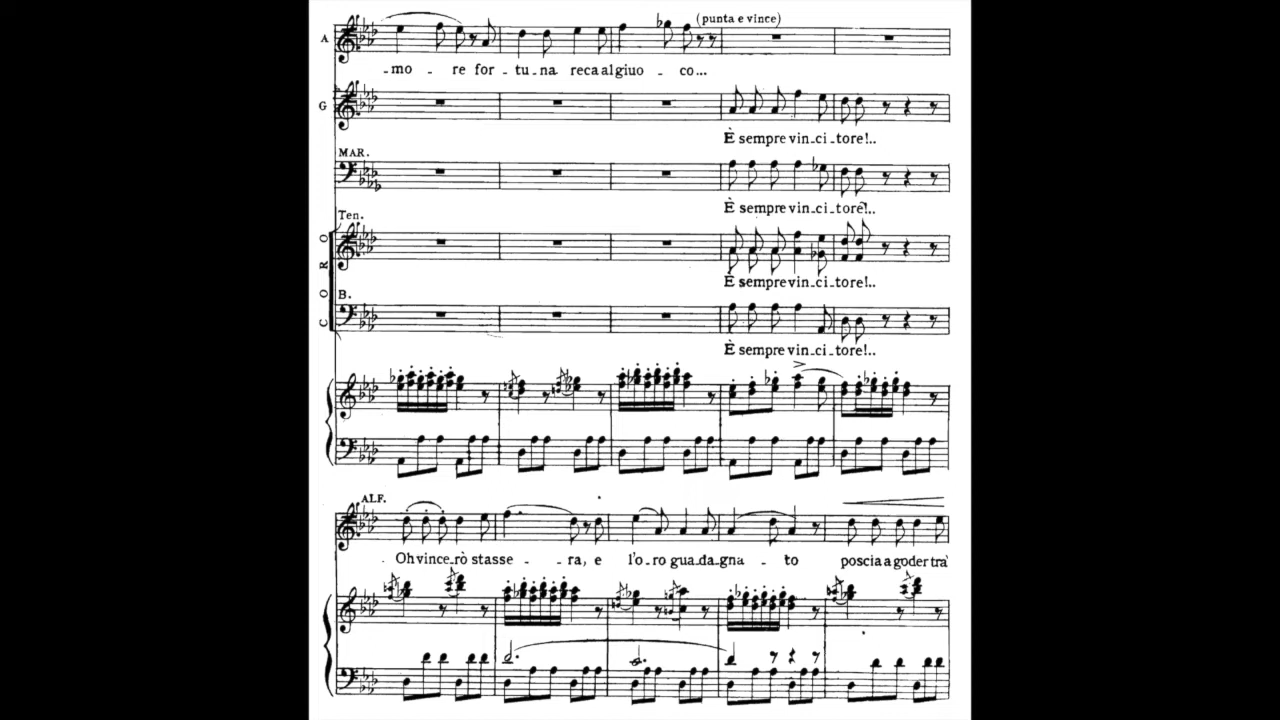 (punta e vince)
A
-mo - re for - tu - na reca al giuo - co...
G
È sempre vin - ci - tore!..
MAR.
È sempre vin - ci - tore!..
Ten.
È sempre vin - ci - tore!..
CORO
B.
È sempre vin - ci - tore!..
ALF.
Oh vince - rò stasse - - ra, e l'o - ro gua - da - gna - to poscia a goder tra